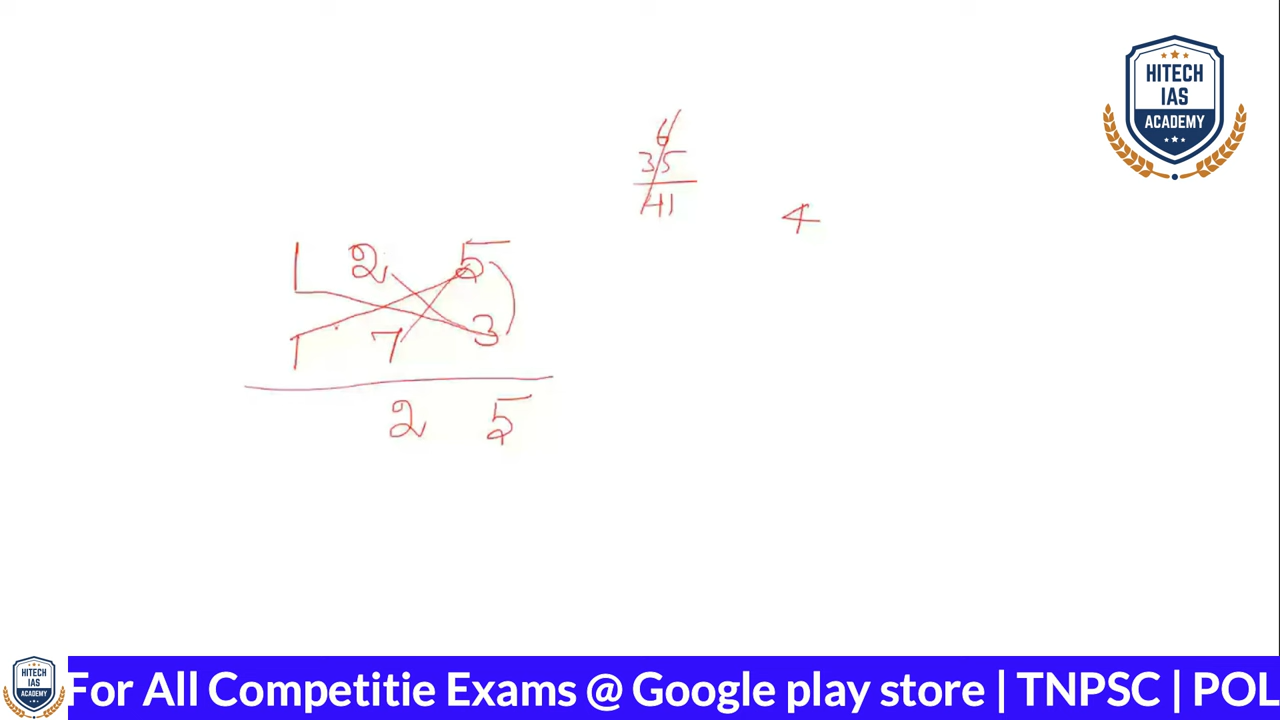 HITECH
IAS
ACADEMY
6
35
41
4
1 2 5
1 7 3
2 5
HITECH
IAS
ACADEMY
For All Competitie Exams @ Google play store | TNPSC | POL